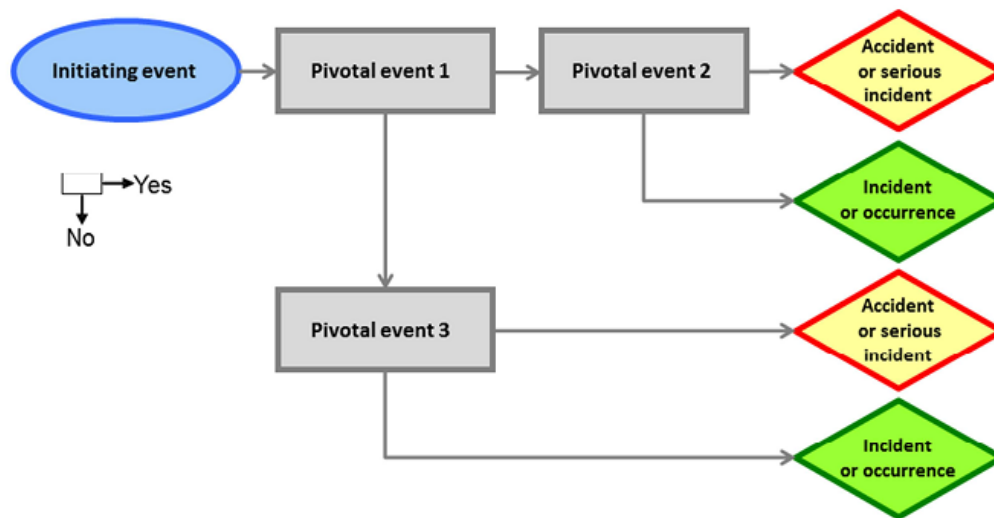 Initiating event
Pivotal event 1
Pivotal event 2
Accident
or serious
incident
Yes
No
Incident
or occurrence
Pivotal event 3
Accident
or serious
incident
Incident
or occurrence